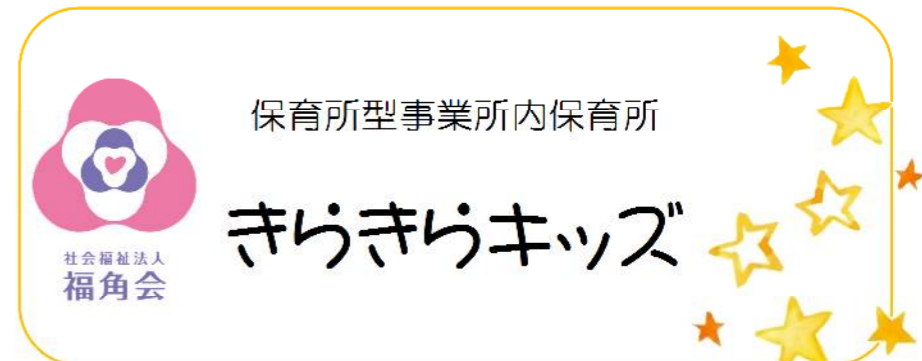 保育所型事業所内保育所
きらきらキッズ
社会福祉法人
福角会